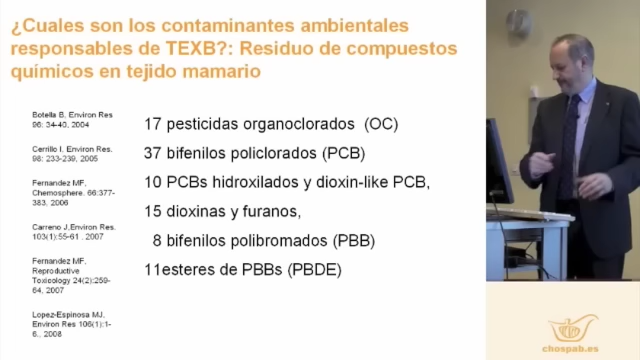 ¿Cuales son los contaminantes ambientales
responsables de TEXB?: Residuo de compuestos
químicos en tejido mamario
Botella B, Environ Res
96: 34-40, 2004
Cerrillo I, Environ Res.
98: 233-239, 2005
Fernandez MF,
Chemosphere. 66:377-
383, 2006
Carreno J,Environ Res.
103(1):55-61 , 2007
Fernandez MF,
Reproductive
Toxicology 24(2):259-
64, 2007
Lopez-Espinosa MJ,
Environ Res 106(1):1-
6., 2008
17 pesticidas organoclorados (OC)
37 bifenilos policlorados (PCB)
10 PCBs hidroxilados y dioxin-like PCB,
15 dioxinas y furanos,
8 bifenilos polibromados (PBB)
11esteres de PBBs (PBDE)
chospab.es